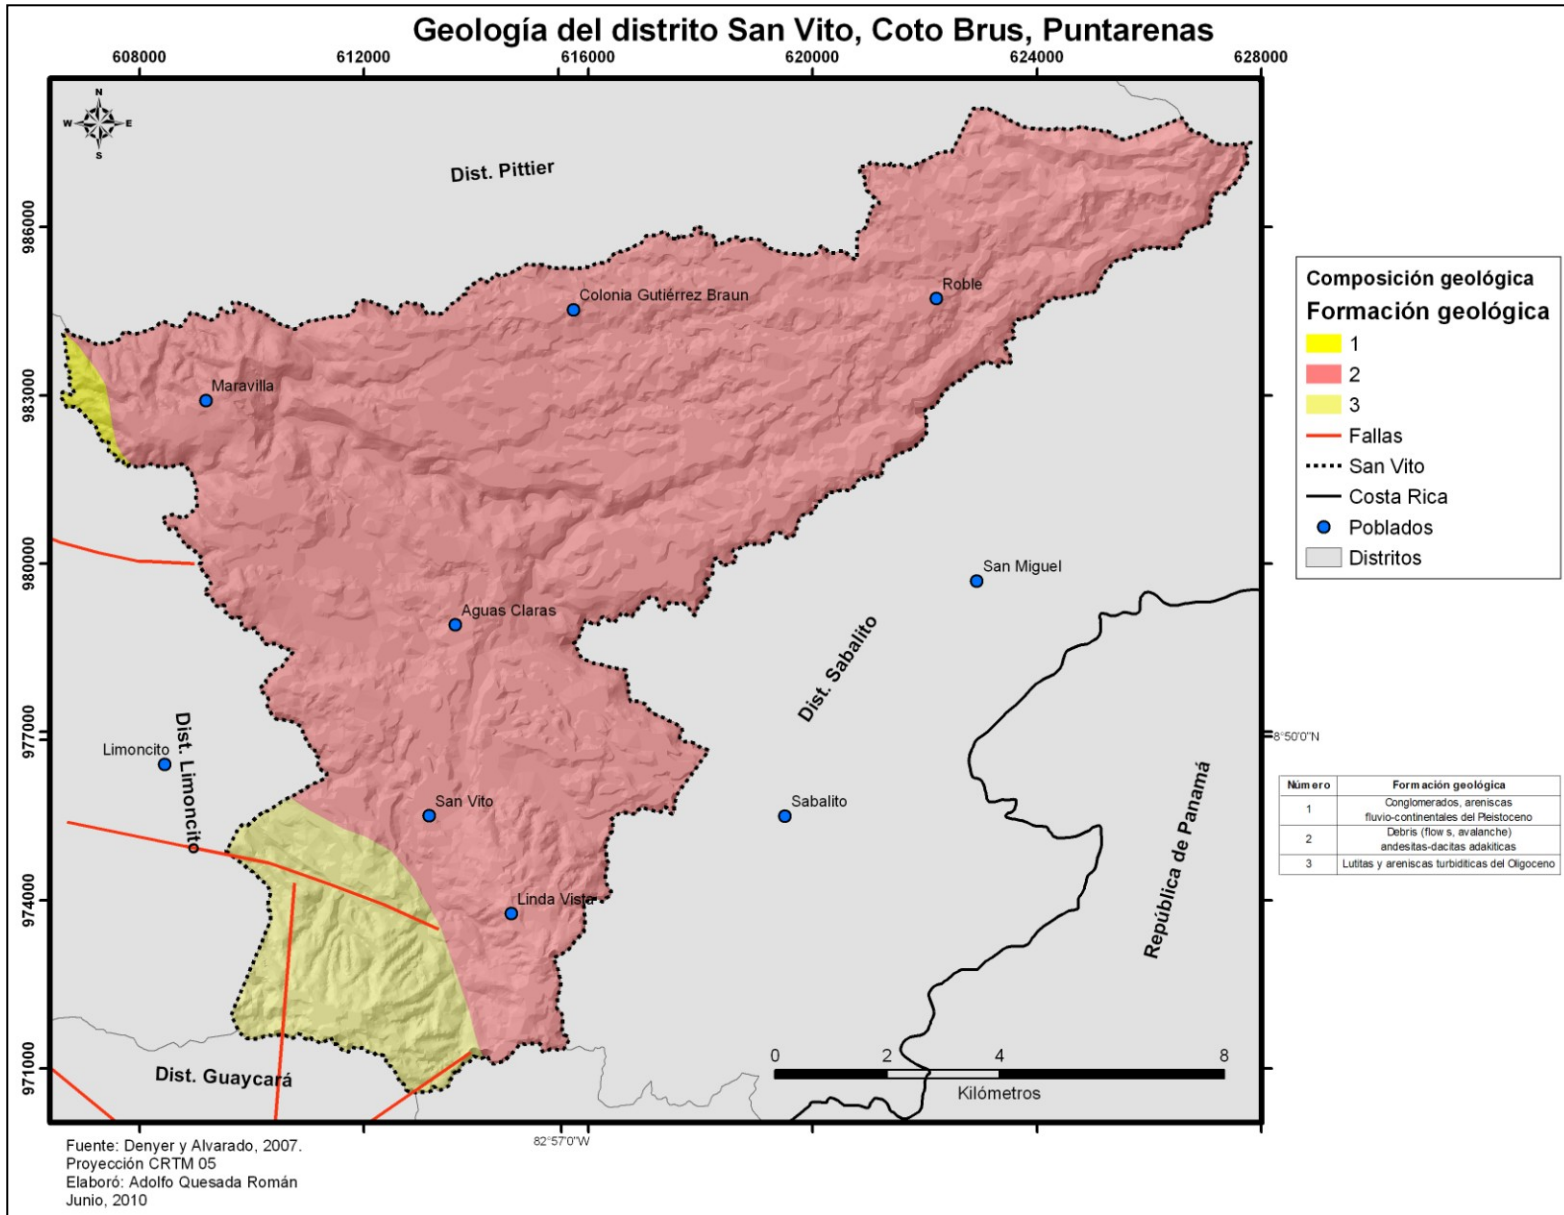 Geología del distrito San Vito, Coto Brus, Puntarenas
608000
612000
616000
620000
624000
628000
N
W
E
S
Dist. Pittier
986000
983000
980000
977000
974000
971000
Colonia Gutiérrez Braun
Roble
Maravilla
San Miguel
Aguas Claras
Dist. Sabalito
Dist. Limoncito
Limoncito
San Vito
Sabalito
República de Panamá
Linda Vista
Dist. Guaycará
0
2
4
8
Kilómetros
8°50'0"N
82°57'0"W
Composición geológica
Formación geológica
1
2
3
Fallas
San Vito
Costa Rica
Poblados
Distritos
Número Formación geológica
1 Conglomerados, areniscas
fluvio-continentales del Pleistoceno
2 Debris (flow s, avalanche)
andesitas-dacitas adakiticas
3 Lutitas y areniscas turbiditicas del Oligoceno
Fuente: Denyer y Alvarado, 2007.
Proyección CRTM 05
Elaboró: Adolfo Quesada Román
Junio, 2010